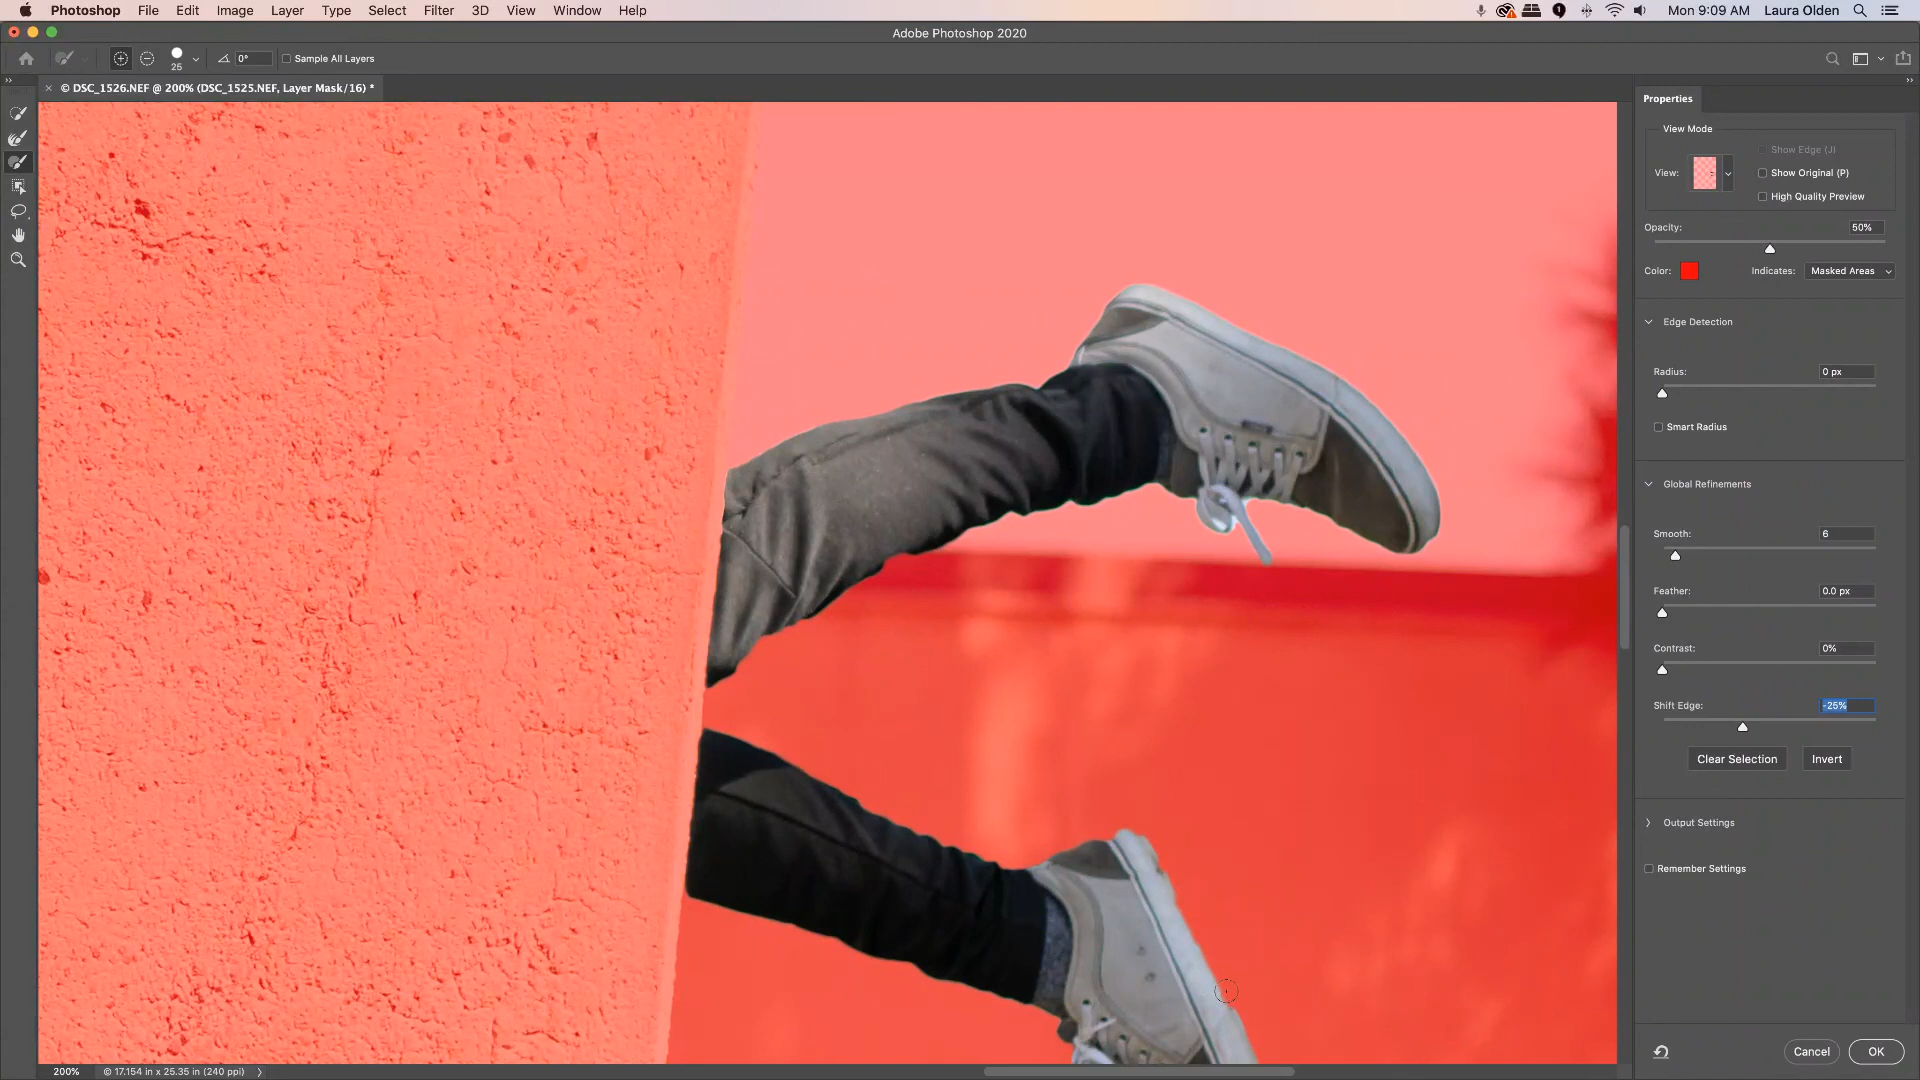 Photoshop File Edit Image Layer Type Select Filter 3D View Window Help Mon 9:09 AM Laura Olden
Adobe Photoshop 2020
25 0° Sample All Layers
© DSC_1526.NEF @ 200% (DSC_1525.NEF, Layer Mask/16) *
Properties
View Mode
Show Edge (J)
View: Show Original (P)
High Quality Preview
Opacity: 50%
Color: Indicates: Masked Areas
Edge Detection
Radius: 0 px
Smart Radius
Global Refinements
Smooth: 6
Feather: 0.0 px
Contrast: 0%
Shift Edge: -25%
Clear Selection Invert
Output Settings
Remember Settings
Cancel OK
200% @ 17.154 in x 25.35 in (240 ppi)